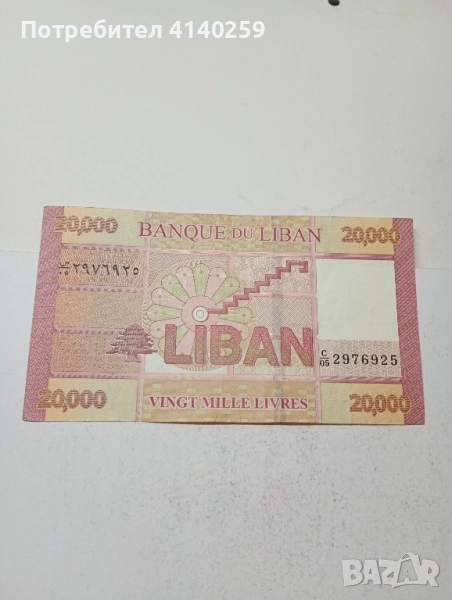 Потребител 4140259
20,000 BANQUE DU LIBAN 20,000
٢٩٧٦٩٢٥
LIBAN
C/05 2976925
20,000 VINGT MILLE LIVRES 20,000
BAZAR